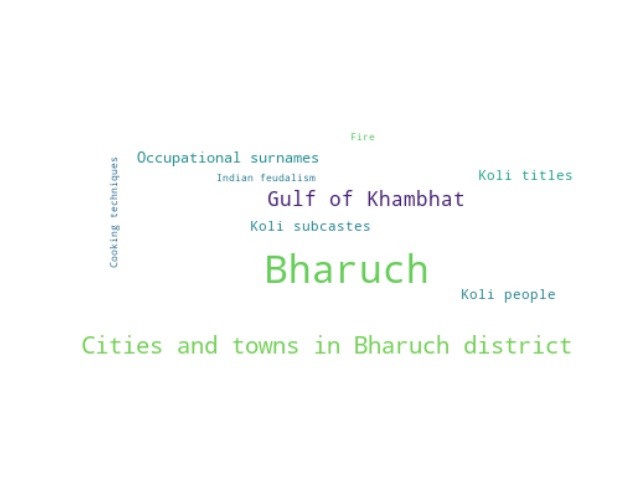 Fire
Occupational surnames
Cooking techniques
Koli titles
Indian feudalism
Gulf of Khambhat
Koli subcastes
Bharuch
Koli people
Cities and towns in Bharuch district